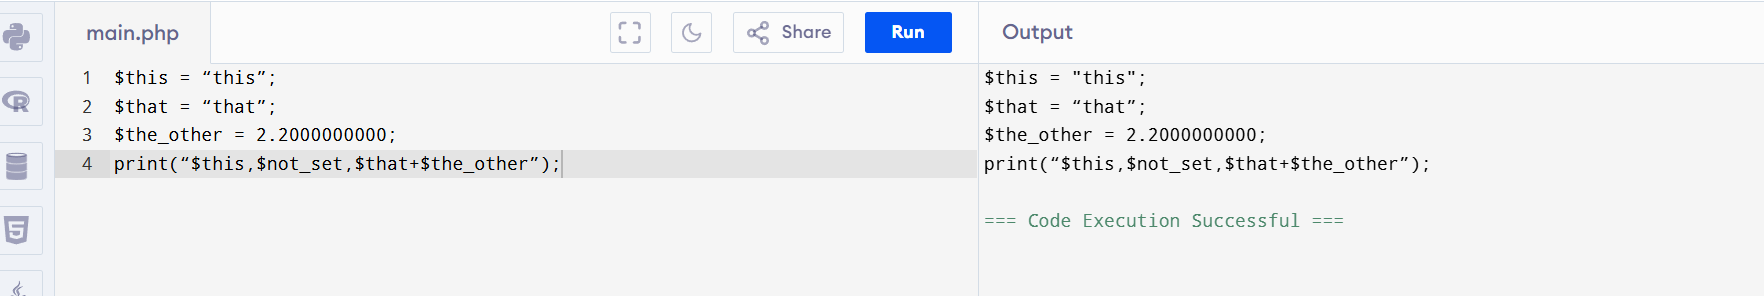 main.php
Share
Run
Output
1 $this = “this”;
2 $that = “that”;
3 $the_other = 2.2000000000;
4 print(“$this,$not_set,$that+$the_other”);
$this = "this";
$that = “that”;
$the_other = 2.2000000000;
print(“$this,$not_set,$that+$the_other”);
=== Code Execution Successful ===
R
5